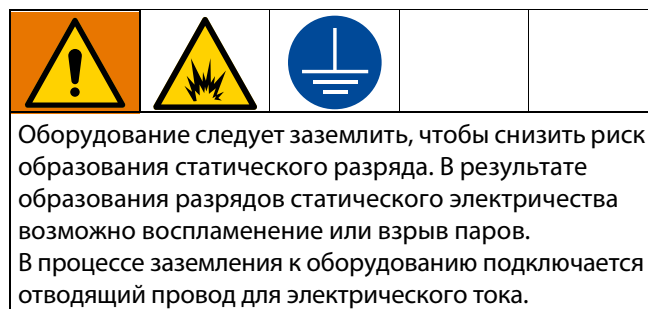 Оборудование следует заземлить, чтобы снизить риск
образования статического разряда. В результате
образования разрядов статического электричества
возможно воспламенение или взрыв паров.
В процессе заземления к оборудованию подключается
отводящий провод для электрического тока.